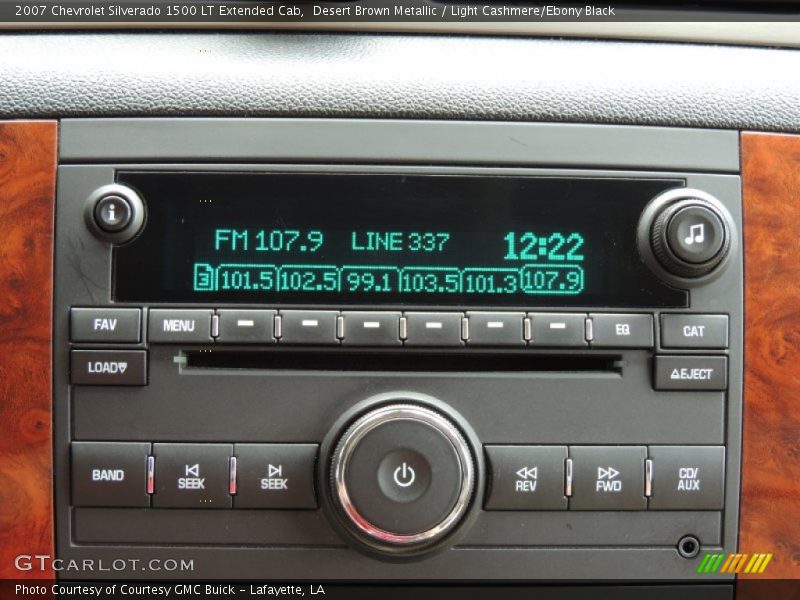 2007 Chevrolet Silverado 1500 LT Extended Cab, Desert Brown Metallic / Light Cashmere/Ebony Black
i
FM 107.9 LINE 337 12:22
3 101.5 102.5 99.1 103.5 101.3 107.9
FAV MENU EQ CAT
LOAD EJECT
BAND SEEK SEEK REV FWD CD/AUX
GTCARLOT.COM
Photo Courtesy of Courtesy GMC Buick - Lafayette, LA